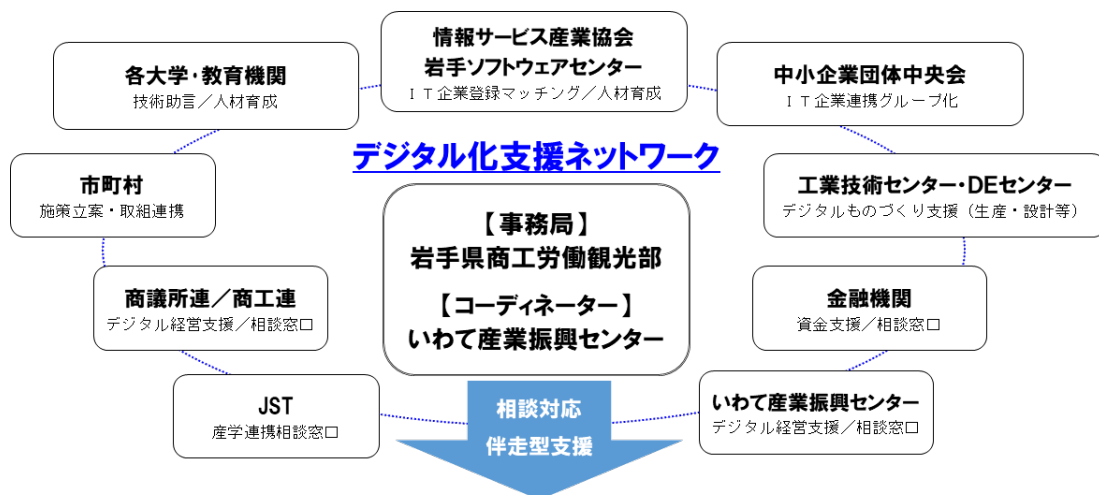 情報サービス産業協会
岩手ソフトウェアセンター
ＩＴ企業登録マッチング／人材育成
各大学・教育機関
技術助言／人材育成
中小企業団体中央会
ＩＴ企業連携グループ化
デジタル化支援ネットワーク
市町村
施策立案・取組連携
工業技術センター・DEセンター
デジタルものづくり支援（生産・設計等）
【事務局】
岩手県商工労働観光部
【コーディネーター】
いわて産業振興センター
商議所連／商工連
デジタル経営支援／相談窓口
金融機関
資金支援／相談窓口
JST
産学連携相談窓口
相談対応
伴走型支援
いわて産業振興センター
デジタル経営支援／相談窓口